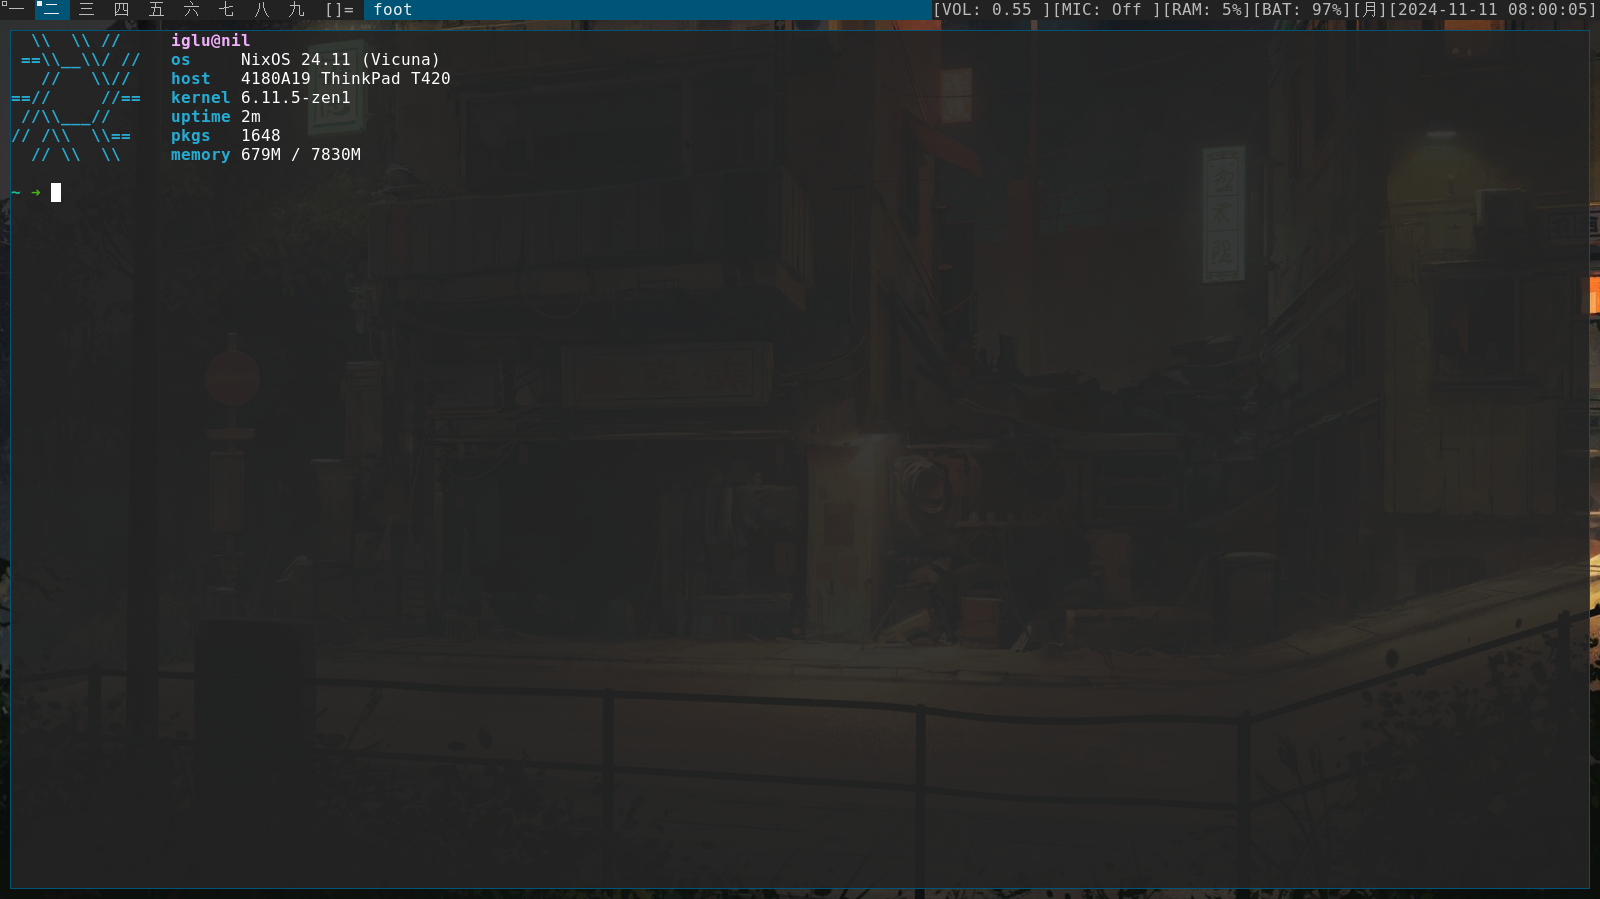 一 二 三 四 五 六 七 八 九 []= foot [VOL: 0.55 ][MIC: Off ][RAM: 5%][BAT: 97%][月][2024-11-11 08:00:05]
  \\  \\ //     iglu@nil
 ==\\__\\/ //   os     NixOS 24.11 (Vicuna)
   //   \\//    host   4180A19 ThinkPad T420
==//     //==   kernel 6.11.5-zen1
 //\\___//      uptime 2m
// /\\  \\==    pkgs   1648
  // \\  \\     memory 679M / 7830M
~ ➜